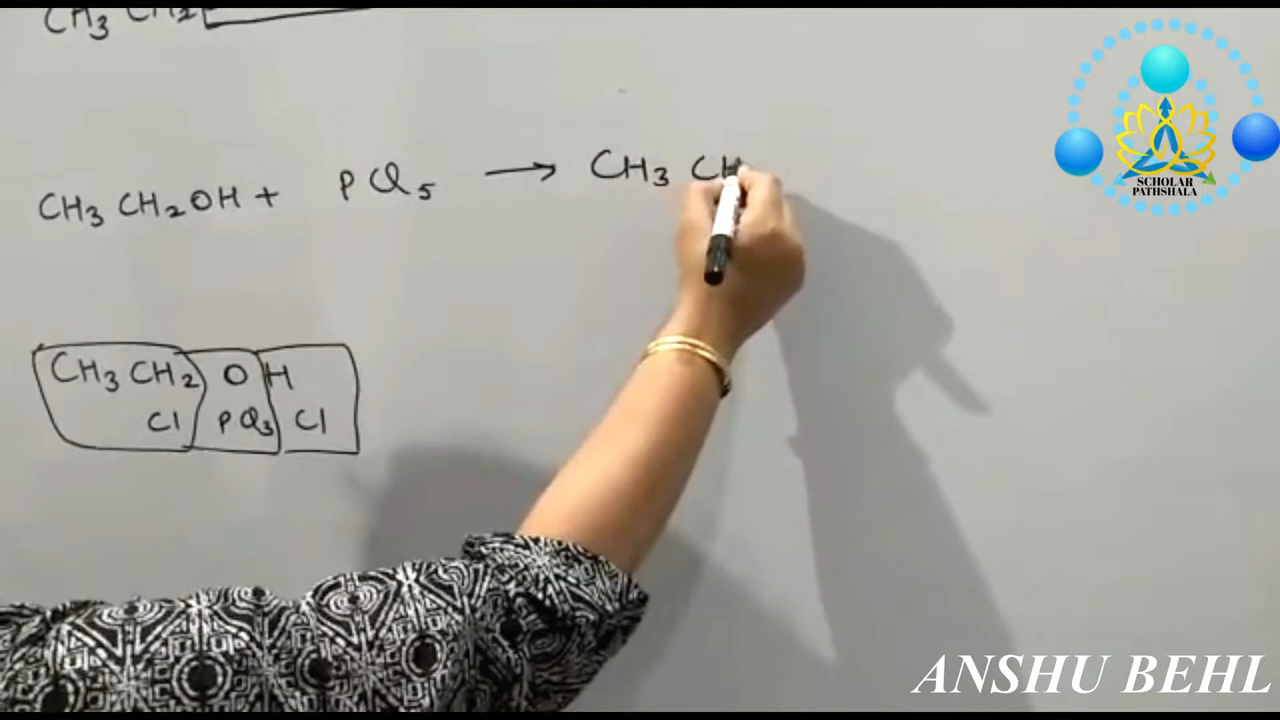 CH3 CH2
CH3 CH2OH + PCl5 → CH3 CH
CH3 CH2 O H
Cl PCl3 Cl
SCHOLAR
PATHSHALA
ANSHU BEHL